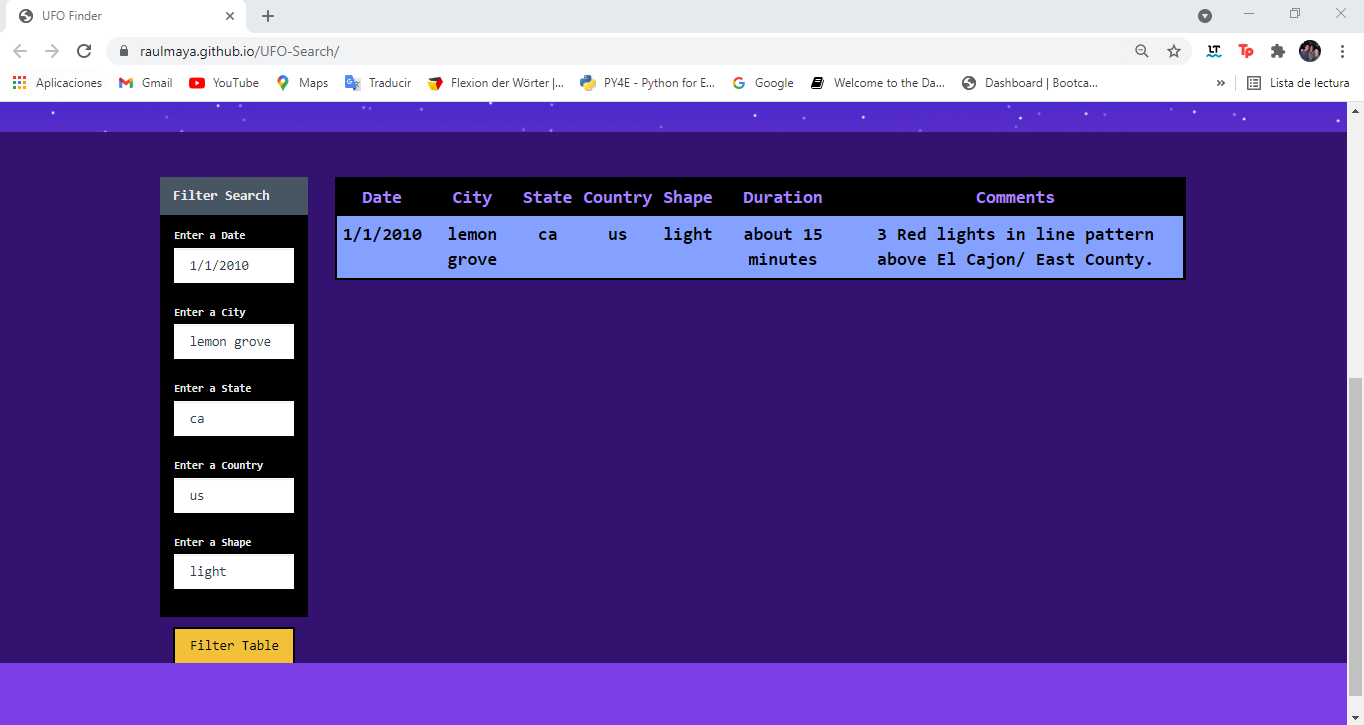 UFO Finder
raulmaya.github.io/UFO-Search/
Aplicaciones Gmail YouTube Maps Traducir Flexion der Wörter |... PY4E - Python for E... Google Welcome to the Da... Dashboard | Bootca... » Lista de lectura
Filter Search
Enter a Date
1/1/2010
Enter a City
lemon grove
Enter a State
ca
Enter a Country
us
Enter a Shape
light
Filter Table
Date City State Country Shape Duration Comments
1/1/2010 lemon ca us light about 15 3 Red lights in line pattern
grove minutes above El Cajon/ East County.